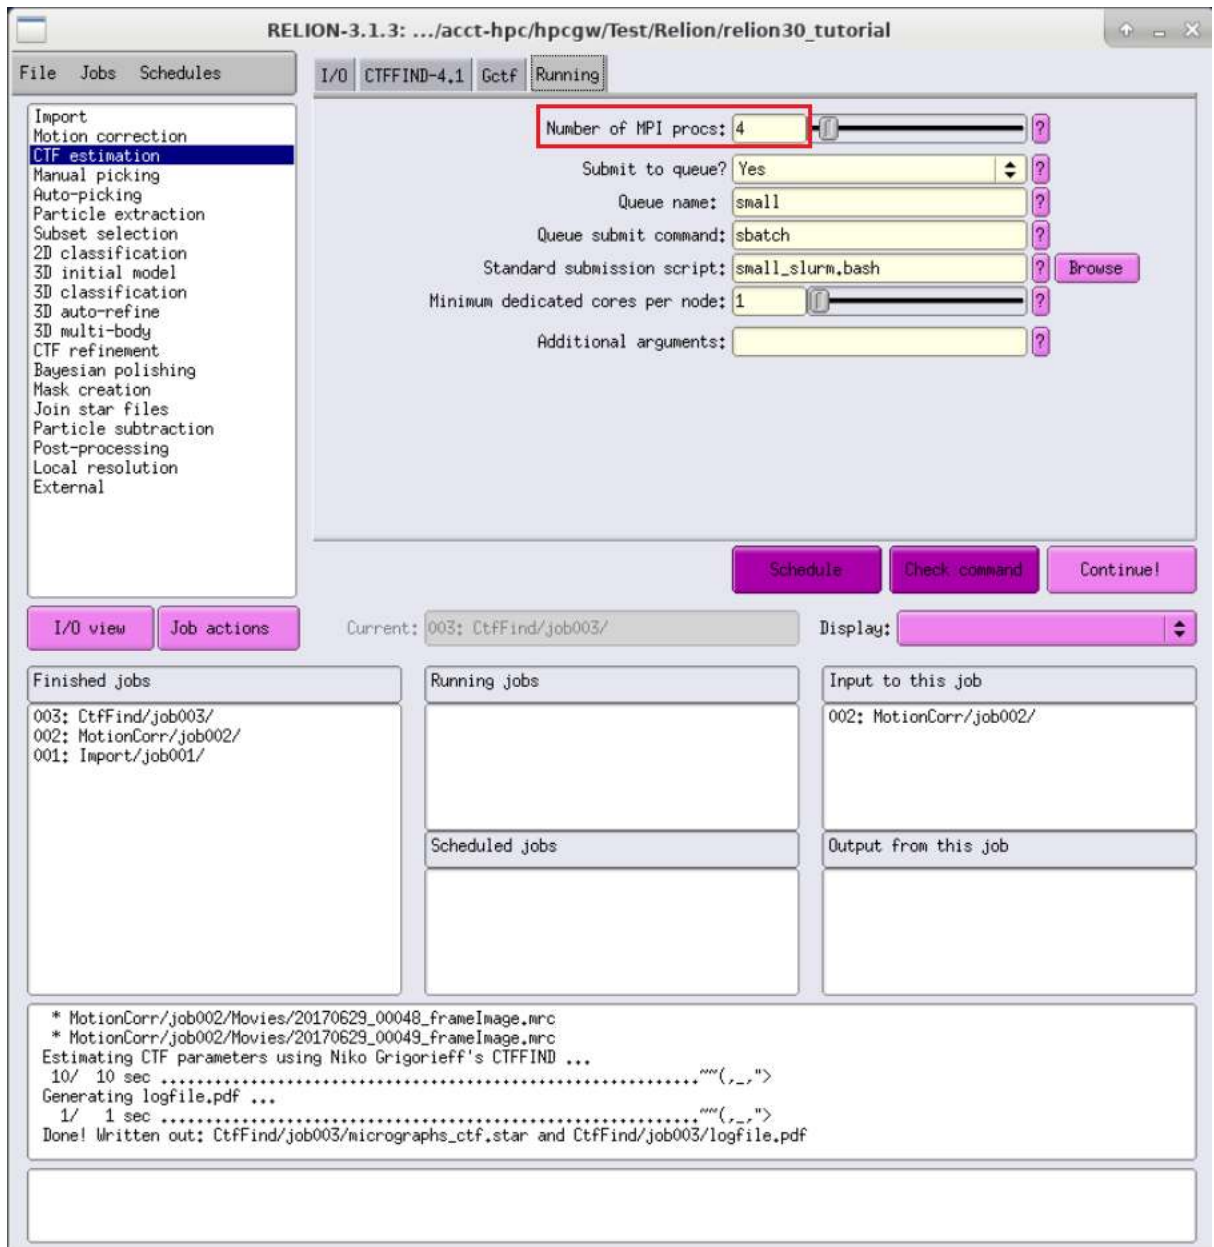 RELION-3.1.3: .../acct-hpc/hpcgw/Test/Relion/relion30_tutorial
File Jobs Schedules
I/O CTFFIND-4.1 Gctf Running
Import
Motion correction
CTF estimation
Manual picking
Auto-picking
Particle extraction
Subset selection
2D classification
3D initial model
3D classification
3D auto-refine
3D multi-body
CTF refinement
Bayesian polishing
Mask creation
Join star files
Particle subtraction
Post-processing
Local resolution
External
Number of MPI procs: 4 ?
Submit to queue? Yes ?
Queue name: small ?
Queue submit command: sbatch ?
Standard submission script: small_slurm.bash ? Browse
Minimum dedicated cores per node: 1 ?
Additional arguments: ?
Schedule Check command Continue!
I/O view Job actions Current: 003: CtfFind/job003/ Display:
Finished jobs
003: CtfFind/job003/
002: MotionCorr/job002/
001: Import/job001/
Running jobs
Scheduled jobs
Input to this job
002: MotionCorr/job002/
Output from this job
* MotionCorr/job002/Movies/20170629_00048_frameImage.mrc
* MotionCorr/job002/Movies/20170629_00049_frameImage.mrc
Estimating CTF parameters using Niko Grigorieff's CTFFIND ...
10/ 10 sec ............................................................~~(,_,">
Generating logfile.pdf ...
1/ 1 sec ............................................................~~(,_,">
Done! Written out: CtfFind/job003/micrographs_ctf.star and CtfFind/job003/logfile.pdf